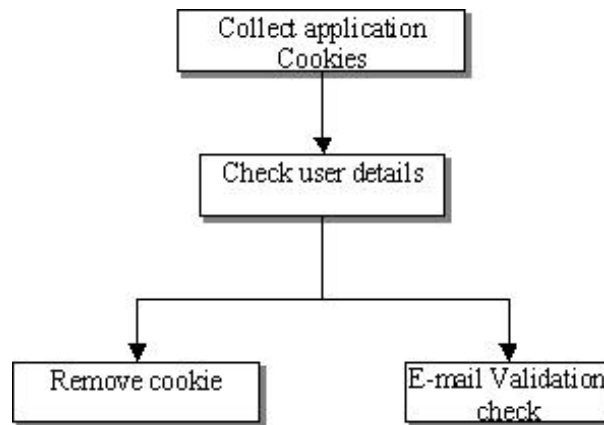 Collect application
Cookies
Check user details
Remove cookie
E-mail Validation
check